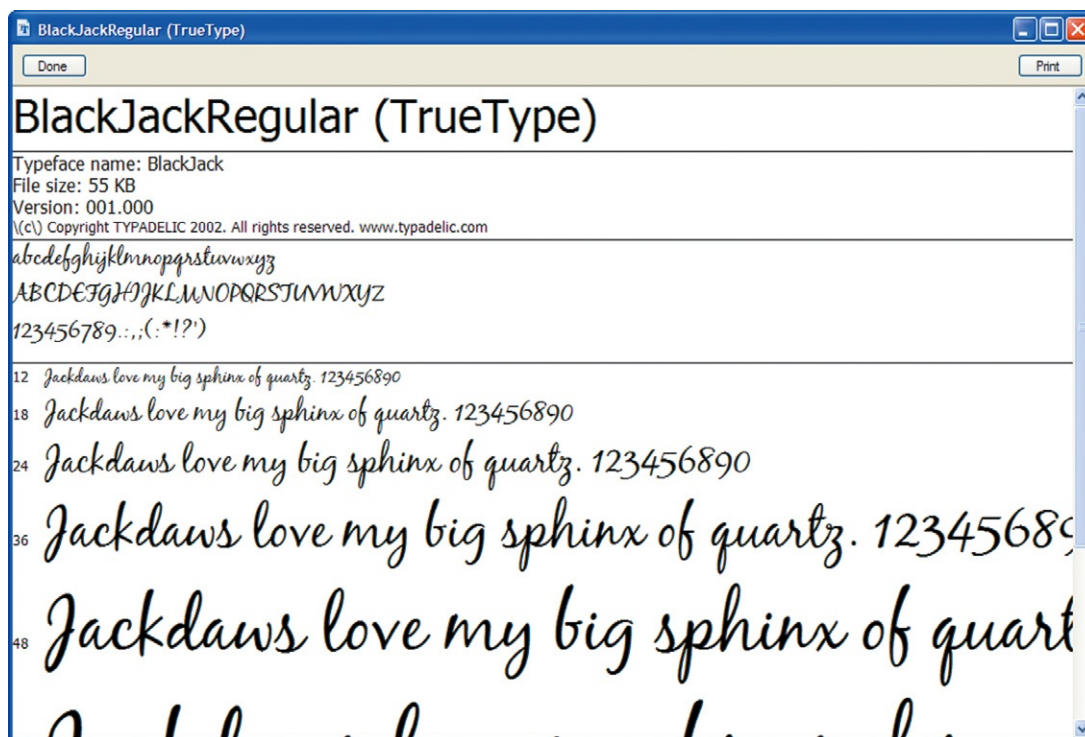 BlackJackRegular (TrueType)
Done Print
BlackJackRegular (TrueType)
Typeface name: BlackJack
File size: 55 KB
Version: 001.000
\(c\) Copyright TYPADELIC 2002. All rights reserved. www.typadelic.com
abcdefghijklmnopqrstuvwxyz
ABCDEFGHIJKLMNOPQRSTUVWXYZ
123456789.:,;(:*!?')
12 Jackdaws love my big sphinx of quartz. 123456890
18 Jackdaws love my big sphinx of quartz. 123456890
24 Jackdaws love my big sphinx of quartz. 123456890
36 Jackdaws love my big sphinx of quartz. 12345689
48 Jackdaws love my big sphinx of quart